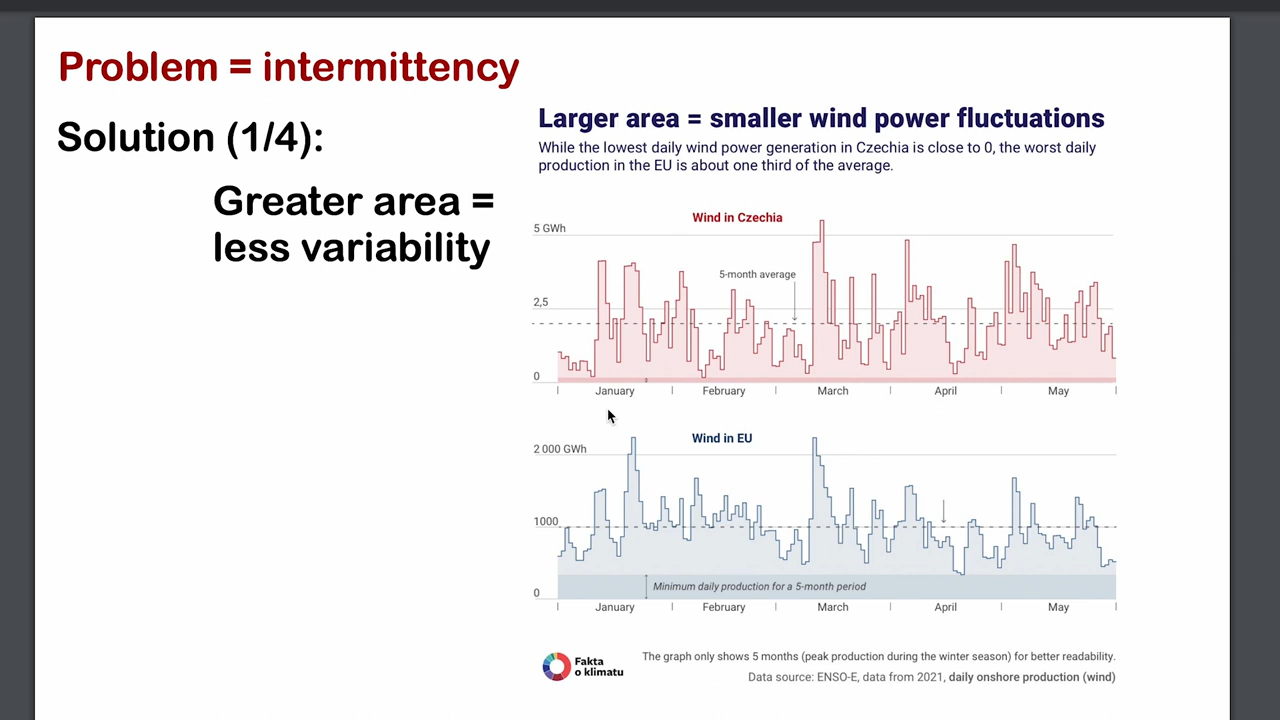 Problem = intermittency
Solution (1/4):
Greater area =
less variability
Larger area = smaller wind power fluctuations
While the lowest daily wind power generation in Czechia is close to 0, the worst daily
production in the EU is about one third of the average.
Wind in Czechia
5 GWh
5-month average
2,5
0
January February March April May
Wind in EU
2 000 GWh
1000
Minimum daily production for a 5-month period
0
January February March April May
Fakta
o klimatu
The graph only shows 5 months (peak production during the winter season) for better readability.
Data source: ENSO-E, data from 2021, daily onshore production (wind)